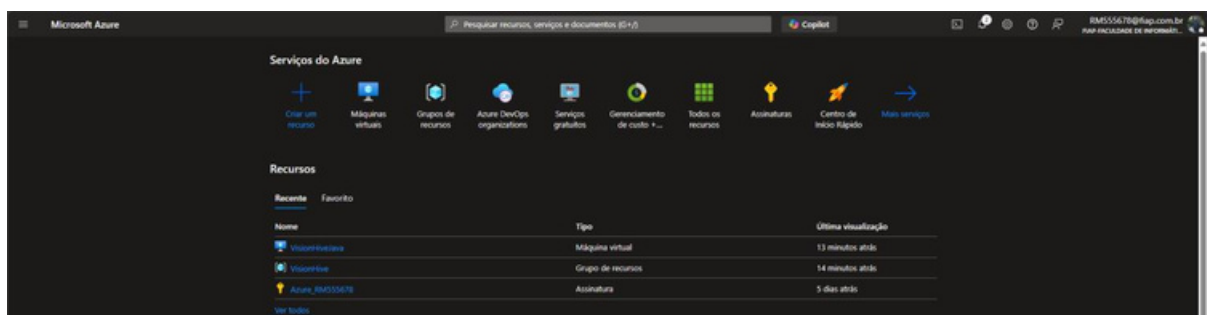 Microsoft Azure
Pesquisar recursos, serviços e documentos (G+/)
Copilot
1
RM555678@fiap.com.br
FIAP-FACULDADE DE INFORMÁTI...
Serviços do Azure
Criar um recurso
Máquinas virtuais
Grupos de recursos
Azure DevOps organizations
Serviços gratuitos
Gerenciamento de custo +...
Todos os recursos
Assinaturas
Centro de Início Rápido
Mais serviços
Recursos
Recente Favorito
Nome Tipo Última visualização
VisionHiveJava Máquina virtual 13 minutos atrás
VisionHive Grupo de recursos 14 minutos atrás
Azure_RM555678 Assinatura 5 dias atrás
Ver todos